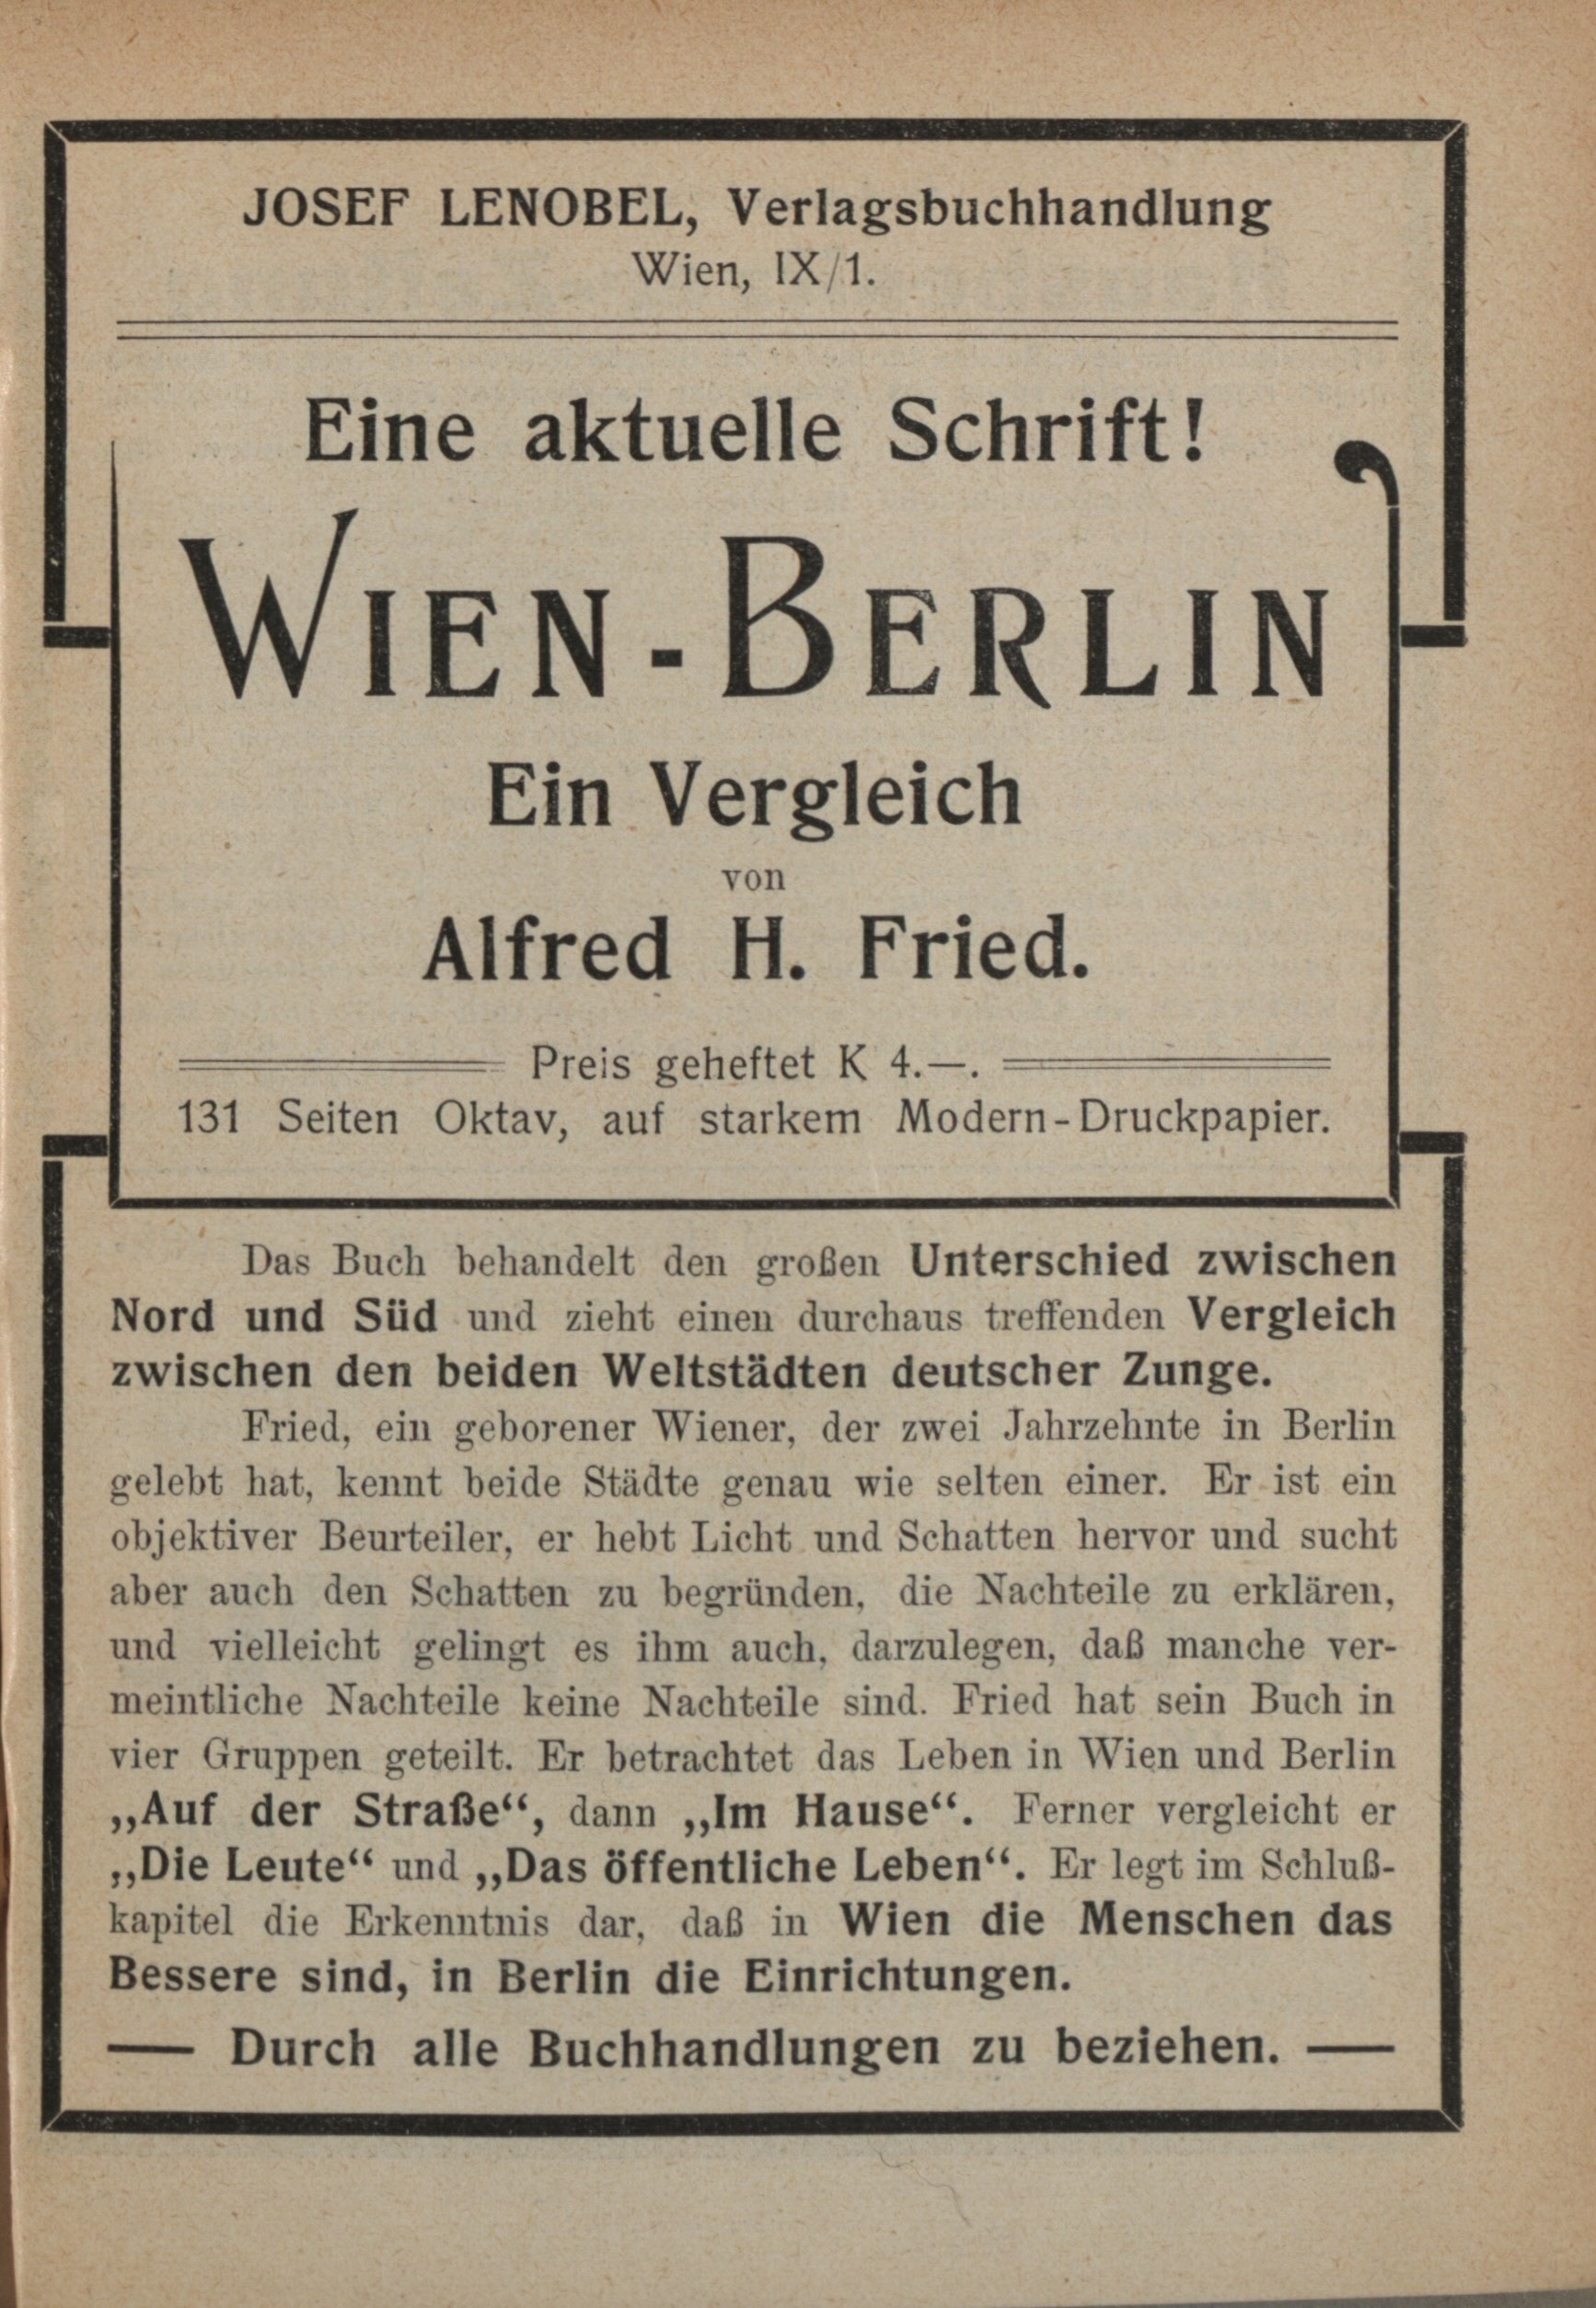 JOSEF LENOBEL, Verlagsbuchhandlung
Wien, IX/1.
Eine aktuelle Schrift!
WIEN-BERLIN
Ein Vergleich
von
Alfred H. Fried.
Preis geheftet K 4.—.
131 Seiten Oktav, auf starkem Modern-Druckpapier.
Das Buch behandelt den großen Unterschied zwischen
Nord und Süd und zieht einen durchaus treffenden Vergleich
zwischen den beiden Weltstädten deutscher Zunge.
Fried, ein geborener Wiener, der zwei Jahrzehnte in Berlin
gelebt hat, kennt beide Städte genau wie selten einer. Er ist ein
objektiver Beurteiler, er hebt Licht und Schatten hervor und sucht
aber auch den Schatten zu begründen, die Nachteile zu erklären,
und vielleicht gelingt es ihm auch, darzulegen, daß manche ver-
meintliche Nachteile keine Nachteile sind. Fried hat sein Buch in
vier Gruppen geteilt. Er betrachtet das Leben in Wien und Berlin
„Auf der Straße“, dann „Im Hause“. Ferner vergleicht er
„Die Leute“ und „Das öffentliche Leben“. Er legt im Schluß-
kapitel die Erkenntnis dar, daß in Wien die Menschen das
Bessere sind, in Berlin die Einrichtungen.
— Durch alle Buchhandlungen zu beziehen. —